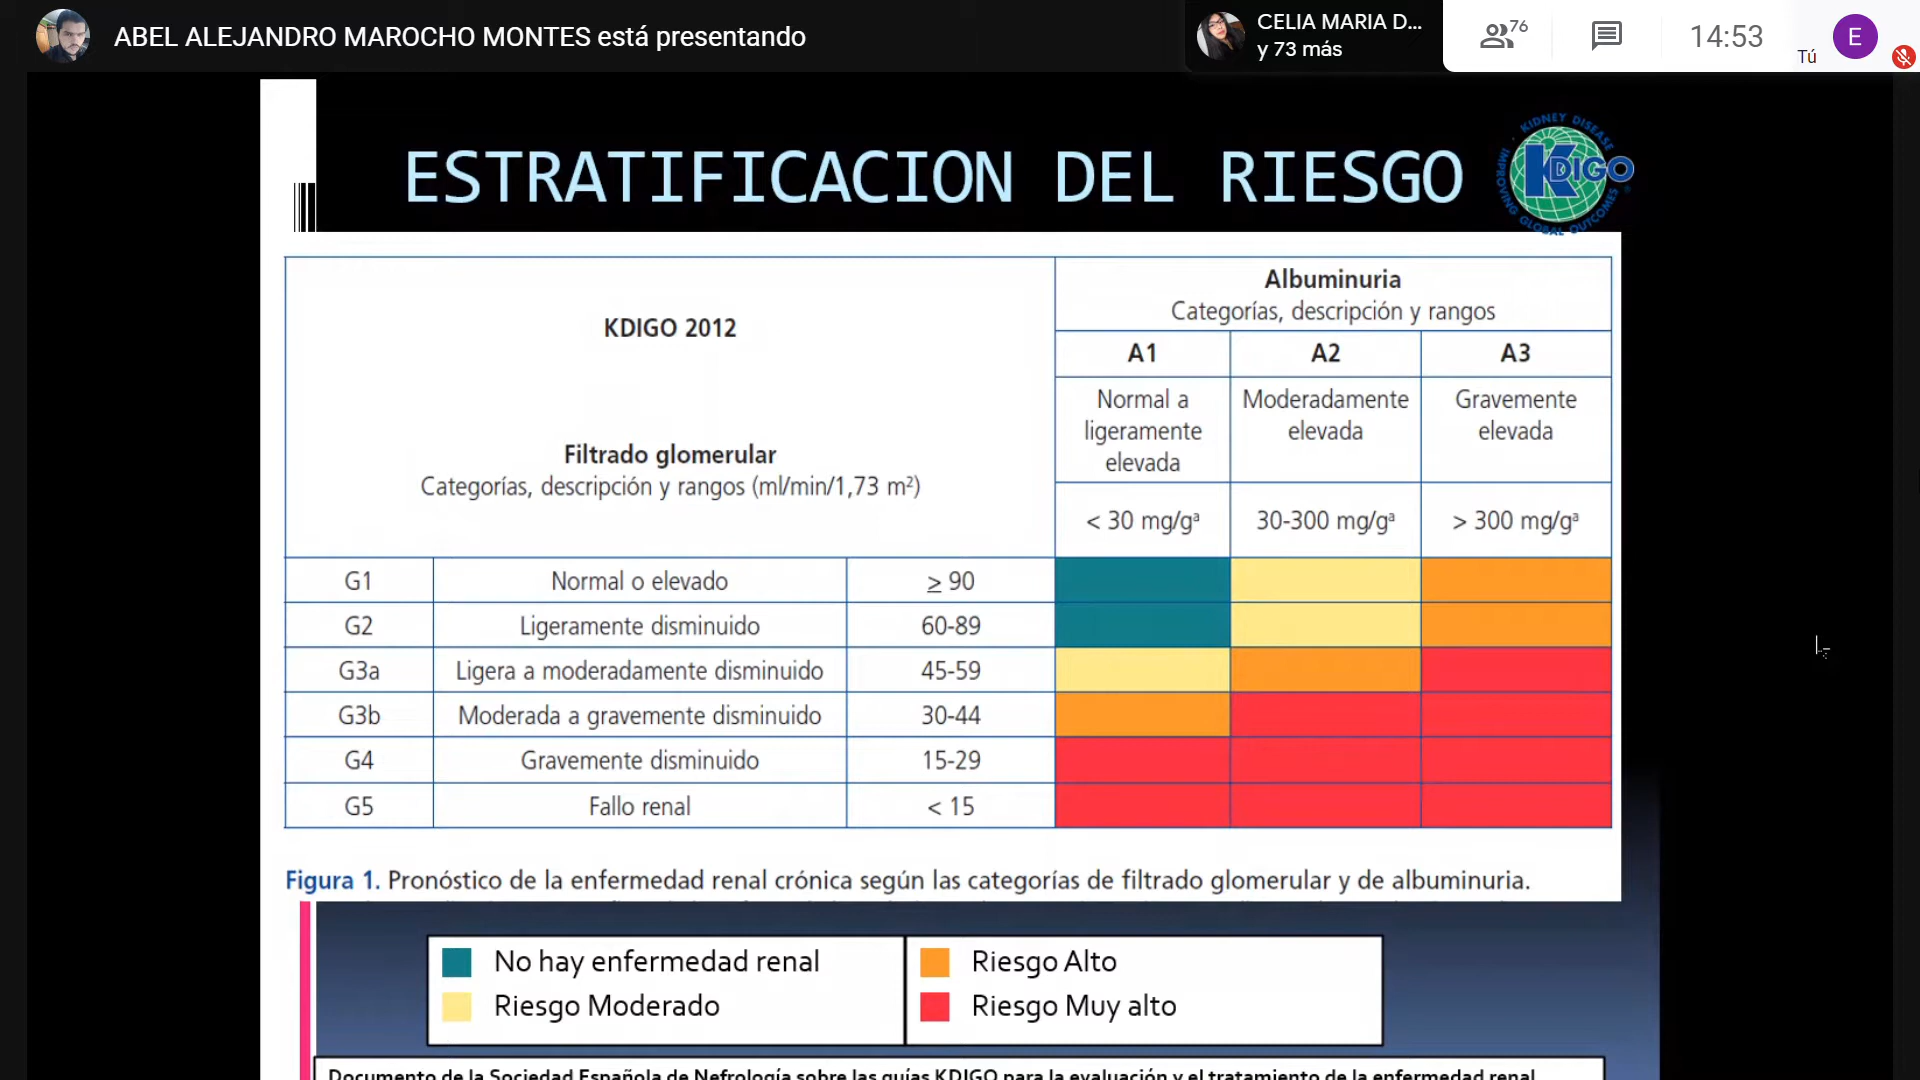 ABEL ALEJANDRO MAROCHO MONTES está presentando
CELIA MARIA D...
y 73 más
76
14:53
Tú
E
ESTRATIFICACION DEL RIESGO
KIDNEY DISEASE
KDIGO
IMPROVING GLOBAL OUTCOMES
KDIGO 2012
Filtrado glomerular
Categorías, descripción y rangos (ml/min/1,73 m²)
Albuminuria
Categorías, descripción y rangos
A1 A2 A3
Normal a ligeramente elevada
Moderadamente elevada
Gravemente elevada
< 30 mg/gª 30-300 mg/gª > 300 mg/gª
G1 Normal o elevado ≥ 90
G2 Ligeramente disminuido 60-89
G3a Ligera a moderadamente disminuido 45-59
G3b Moderada a gravemente disminuido 30-44
G4 Gravemente disminuido 15-29
G5 Fallo renal < 15
Figura 1. Pronóstico de la enfermedad renal crónica según las categorías de filtrado glomerular y de albuminuria.
No hay enfermedad renal
Riesgo Moderado
Riesgo Alto
Riesgo Muy alto
Documento de la Sociedad Española de Nefrología sobre las guías KDIGO para la evaluación y el tratamiento de la enfermedad renal